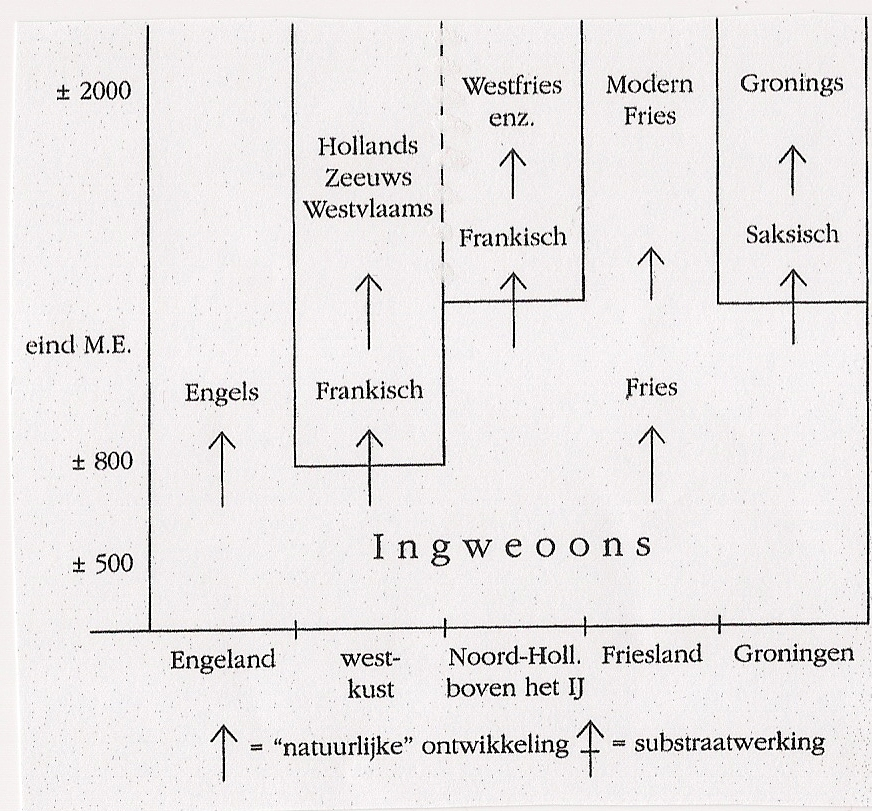 ± 2000
Westfries
enz.
Modern
Fries
Gronings
Hollands
Zeeuws
Westvlaams
Frankisch
Saksisch
eind M.E.
Engels
Frankisch
Fries
± 800
Ingweoons
± 500
Engeland
west-
kust
Noord-Holl.
boven het IJ
Friesland
Groningen
= “natuurlijke” ontwikkeling
= substraatwerking